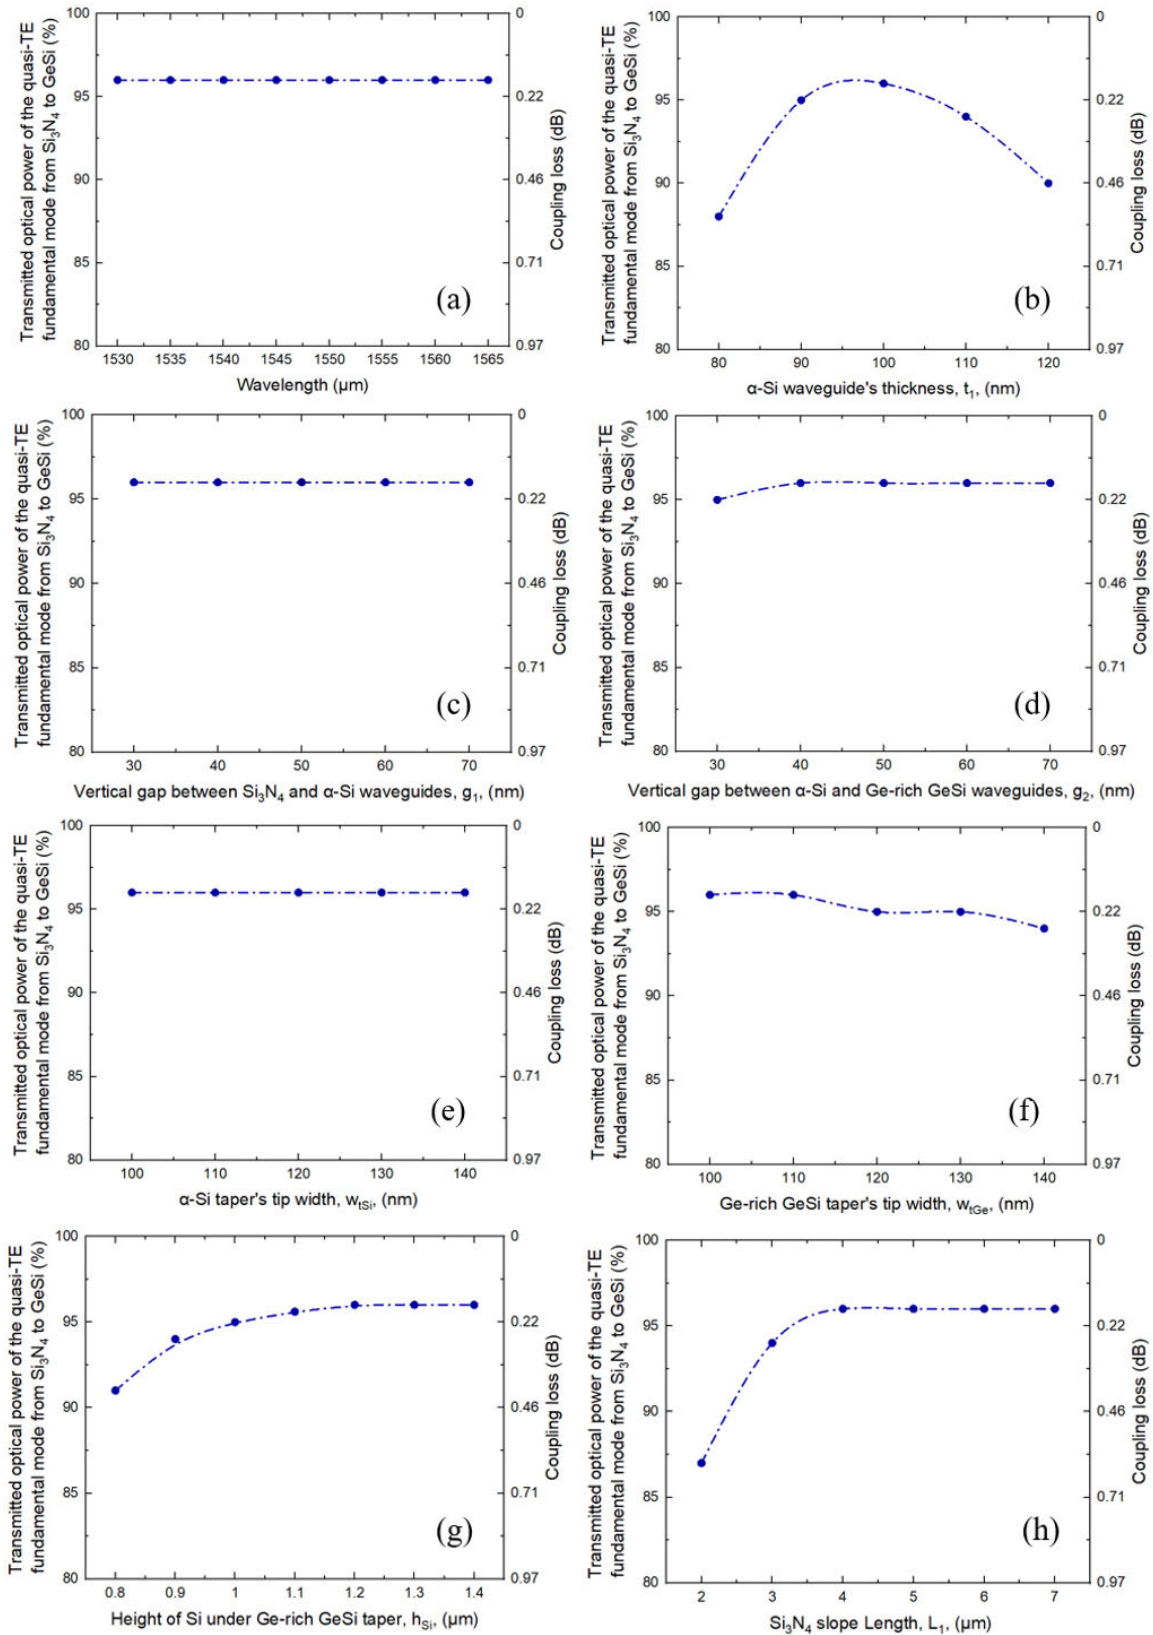 Transmitted optical power of the quasi-TE
fundamental mode from Si₃N₄ to GeSi (%)
100
95
90
85
80
0
0.22
0.46
0.71
0.97
Coupling loss (dB)
(a)
1530 1535 1540 1545 1550 1555 1560 1565
Wavelength (μm)
Transmitted optical power of the quasi-TE
fundamental mode from Si₃N₄ to GeSi (%)
100
95
90
85
80
0
0.22
0.46
0.71
0.97
Coupling loss (dB)
(b)
80 90 100 110 120
α-Si waveguide's thickness, t₁, (nm)
Transmitted optical power of the quasi-TE
fundamental mode from Si₃N₄ to GeSi (%)
100
95
90
85
80
0
0.22
0.46
0.71
0.97
Coupling loss (dB)
(c)
30 40 50 60 70
Vertical gap between Si₃N₄ and α-Si waveguides, g₁, (nm)
Transmitted optical power of the quasi-TE
fundamental mode from Si₃N₄ to GeSi (%)
100
95
90
85
80
0
0.22
0.46
0.71
0.97
Coupling loss (dB)
(d)
30 40 50 60 70
Vertical gap between α-Si and Ge-rich GeSi waveguides, g₂, (nm)
Transmitted optical power of the quasi-TE
fundamental mode from Si₃N₄ to GeSi (%)
100
95
90
85
80
0
0.22
0.46
0.71
0.97
Coupling loss (dB)
(e)
100 110 120 130 140
α-Si taper's tip width, wₜSi, (nm)
Transmitted optical power of the quasi-TE
fundamental mode from Si₃N₄ to GeSi (%)
100
95
90
85
80
0
0.22
0.46
0.71
0.97
Coupling loss (dB)
(f)
100 110 120 130 140
Ge-rich GeSi taper's tip width, wₜGe, (nm)
Transmitted optical power of the quasi-TE
fundamental mode from Si₃N₄ to GeSi (%)
100
95
90
85
80
0
0.22
0.46
0.71
0.97
Coupling loss (dB)
(g)
0.8 0.9 1 1.1 1.2 1.3 1.4
Height of Si under Ge-rich GeSi taper, hSi, (μm)
Transmitted optical power of the quasi-TE
fundamental mode from Si₃N₄ to GeSi (%)
100
95
90
85
80
0
0.22
0.46
0.71
0.97
Coupling loss (dB)
(h)
2 3 4 5 6 7
Si₃N₄ slope Length, L₁, (μm)